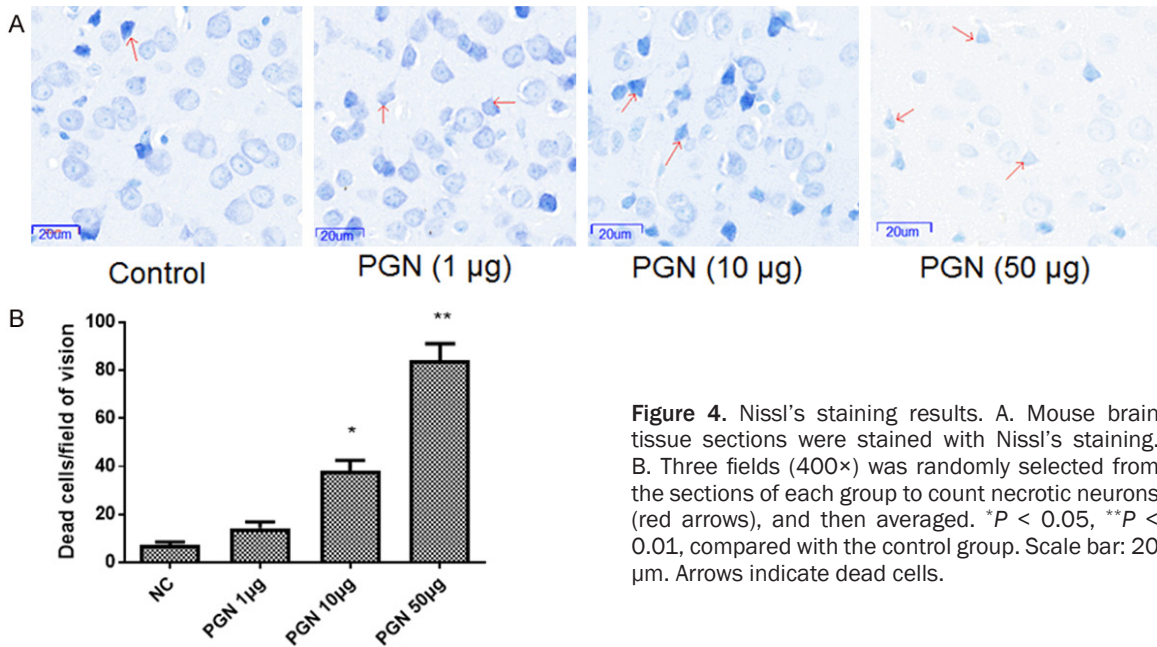 A
20um
20um
20um
20um
Control
PGN (1 µg)
PGN (10 µg)
PGN (50 µg)
B
Dead cells/field of vision
100
80
60
40
20
0
*
**
NC
PGN 1µg
PGN 10µg
PGN 50µg
Figure 4. Nissl's staining results. A. Mouse brain
tissue sections were stained with Nissl's staining.
B. Three fields (400×) was randomly selected from
the sections of each group to count necrotic neurons
(red arrows), and then averaged. *P < 0.05, **P <
0.01, compared with the control group. Scale bar: 20
µm. Arrows indicate dead cells.